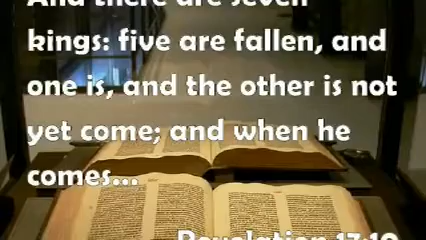 And there are seven
kings: five are fallen, and
one is, and the other is not
yet come; and when he
comes...
Revelation 17:10